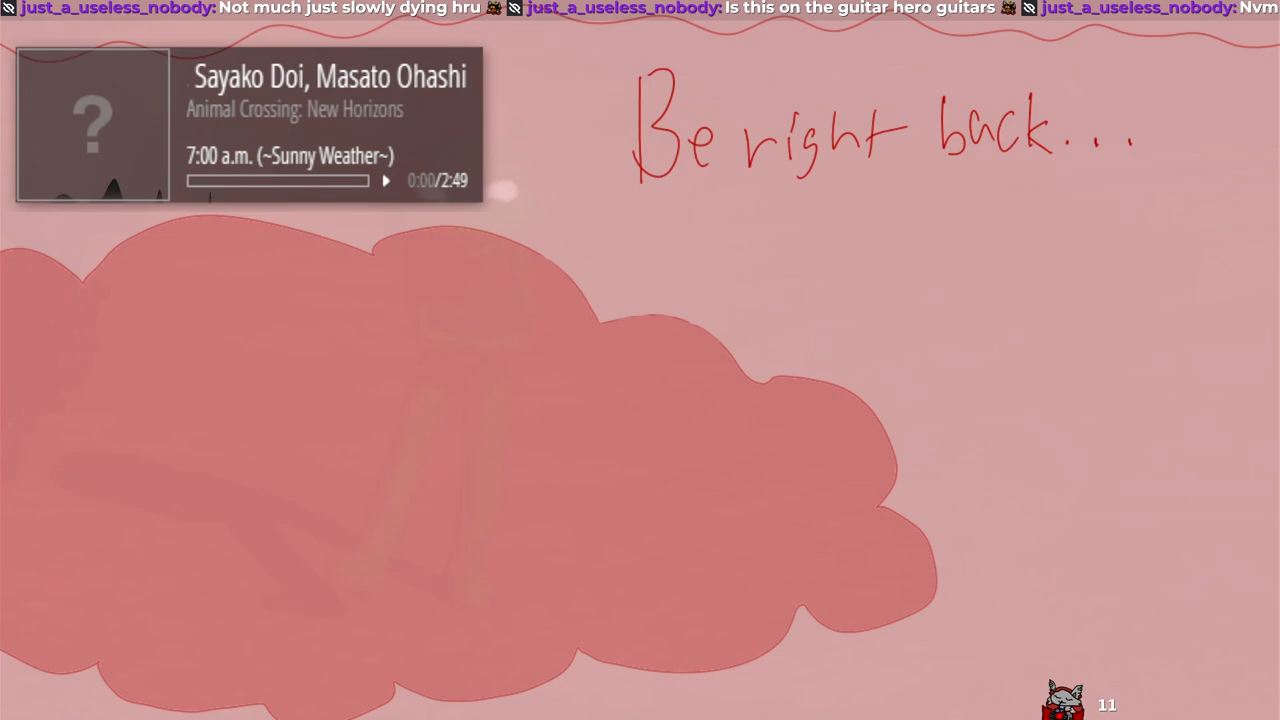 just_a_useless_nobody: Not much just slowly dying hru just_a_useless_nobody: Is this on the guitar hero guitars just_a_useless_nobody: Nvm
Sayako Doi, Masato Ohashi
Animal Crossing: New Horizons
7:00 a.m. (~Sunny Weather~)
0:00/2:49
?
Be right back...
11